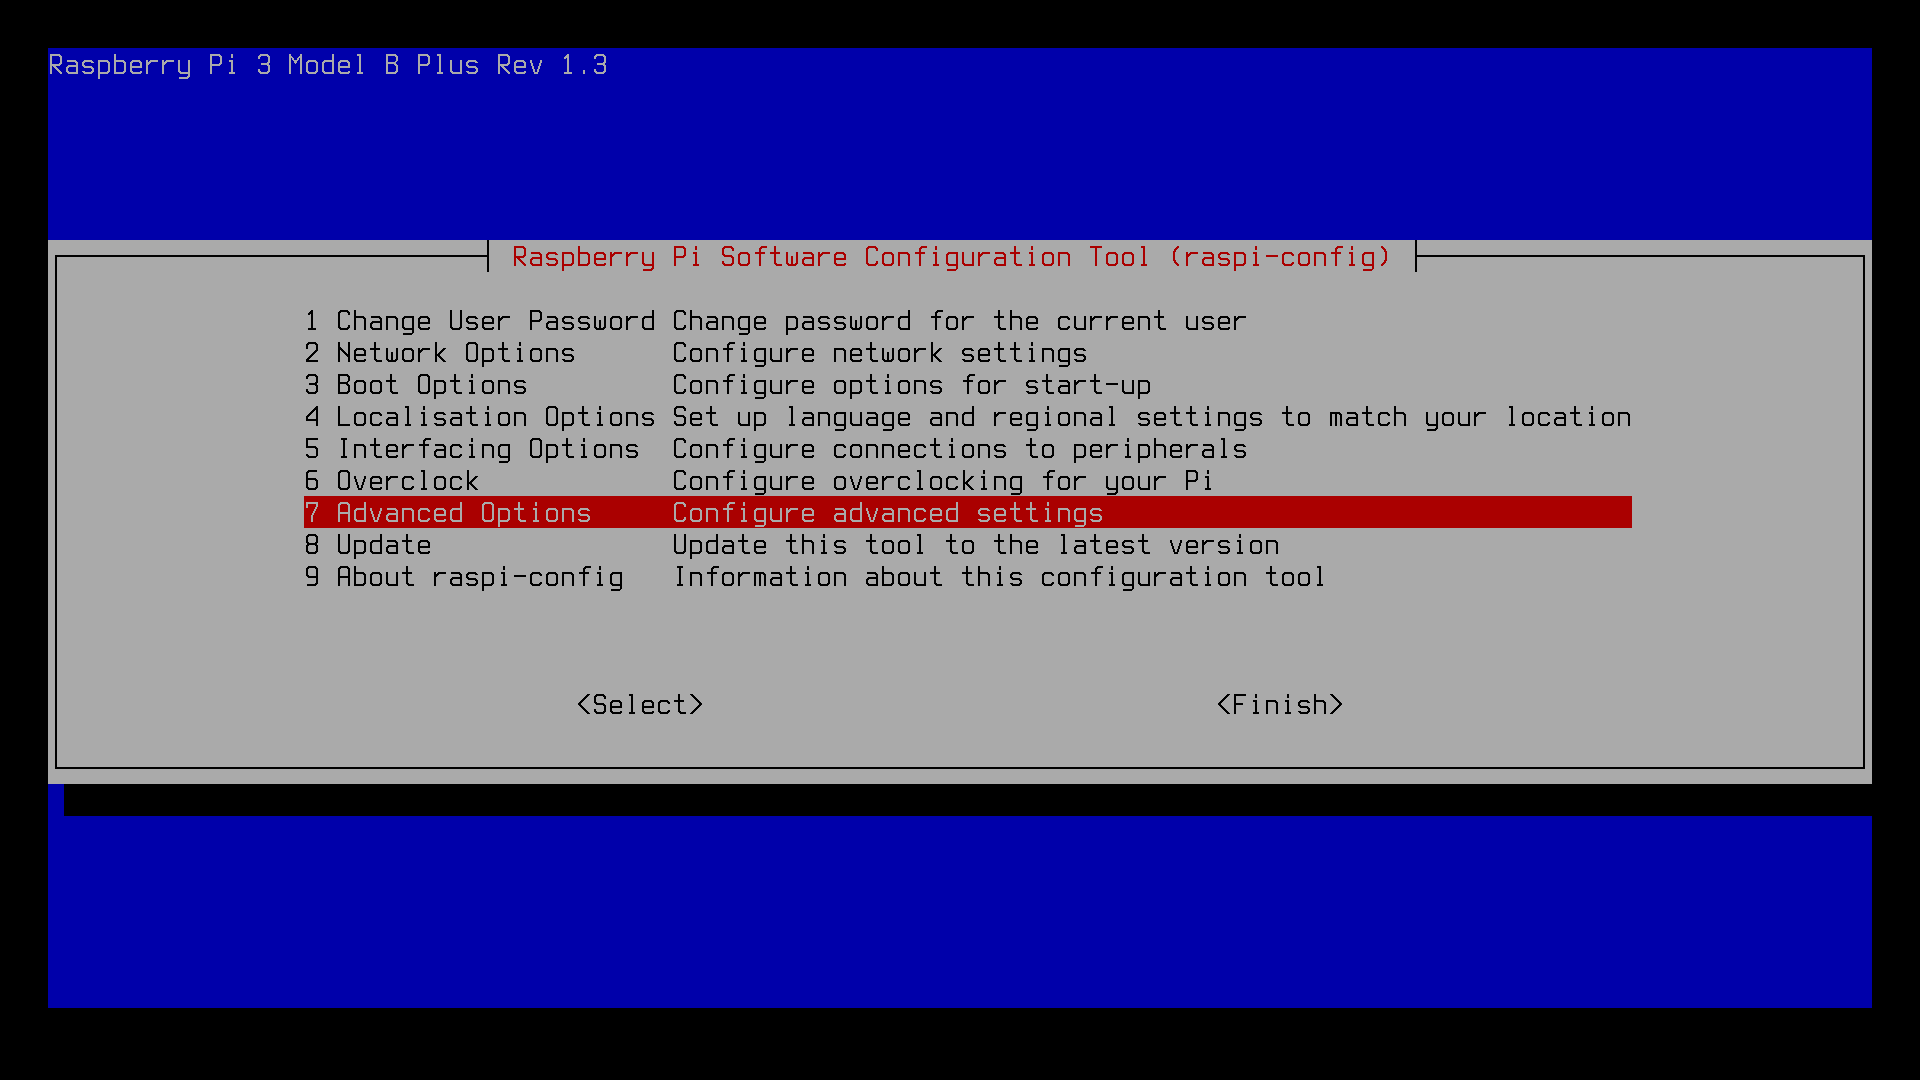 Raspberry Pi 3 Model B Plus Rev 1.3
Raspberry Pi Software Configuration Tool (raspi-config)
1 Change User Password Change password for the current user
2 Network Options Configure network settings
3 Boot Options Configure options for start-up
4 Localisation Options Set up language and regional settings to match your location
5 Interfacing Options Configure connections to peripherals
6 Overclock Configure overclocking for your Pi
7 Advanced Options Configure advanced settings
8 Update Update this tool to the latest version
9 About raspi-config Information about this configuration tool
<Select> <Finish>